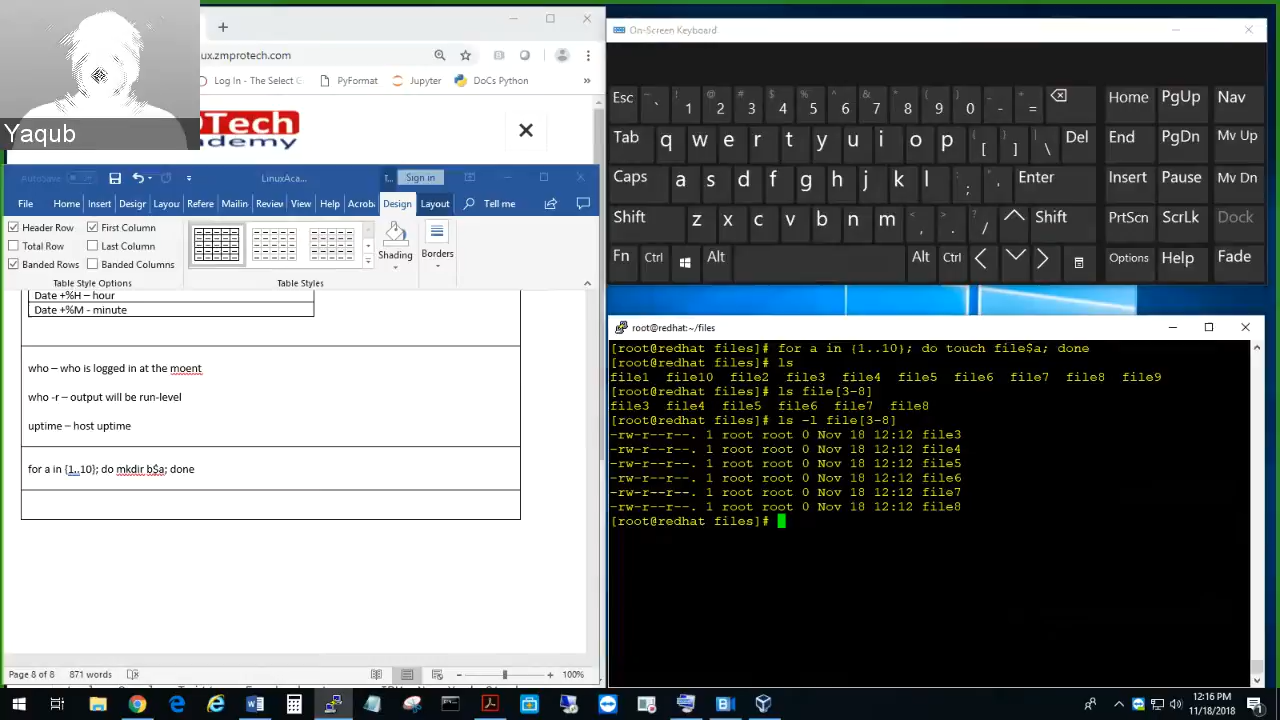 Yaqub
ux.zmprotech.com
Log In - The Select G
PyFormat
Jupyter
DoCs Python
»
Tech
demy
AutoSave
LinuxAca...
T...
Sign in
File
Home
Insert
Desigr
Layou
Refere
Mailin
Review
View
Help
Acrob
Design
Layout
Tell me
Header Row
First Column
Total Row
Last Column
Banded Rows
Banded Columns
Shading
Borders
Table Style Options
Table Styles
Date +%H – hour
Date +%M - minute
who – who is logged in at the moent
who -r – output will be run-level
uptime – host uptime
for a in {1..10}; do mkdir b$a; done
Page 8 of 8
871 words
100%
On-Screen Keyboard
Esc ~ ` ! 1 @ 2 # 3 $ 4 % 5 ^ 6 & 7 * 8 ( 9 ) 0 _ - + = Home PgUp Nav
Tab q w e r t y u i o p { [ } ] | \ Del End PgDn Mv Up
Caps a s d f g h j k l : ; " ' Enter Insert Pause Mv Dn
Shift z x c v b n m < , > . ? / Shift PrtScn ScrLk Dock
Fn Ctrl Alt Alt Ctrl Options Help Fade
root@redhat:~/files
[root@redhat files]# for a in {1..10}; do touch file$a; done
[root@redhat files]# ls
file1 file10 file2 file3 file4 file5 file6 file7 file8 file9
[root@redhat files]# ls file[3-8]
file3 file4 file5 file6 file7 file8
[root@redhat files]# ls -l file[3-8]
-rw-r--r--. 1 root root 0 Nov 18 12:12 file3
-rw-r--r--. 1 root root 0 Nov 18 12:12 file4
-rw-r--r--. 1 root root 0 Nov 18 12:12 file5
-rw-r--r--. 1 root root 0 Nov 18 12:12 file6
-rw-r--r--. 1 root root 0 Nov 18 12:12 file7
-rw-r--r--. 1 root root 0 Nov 18 12:12 file8
[root@redhat files]#
12:16 PM
11/18/2018